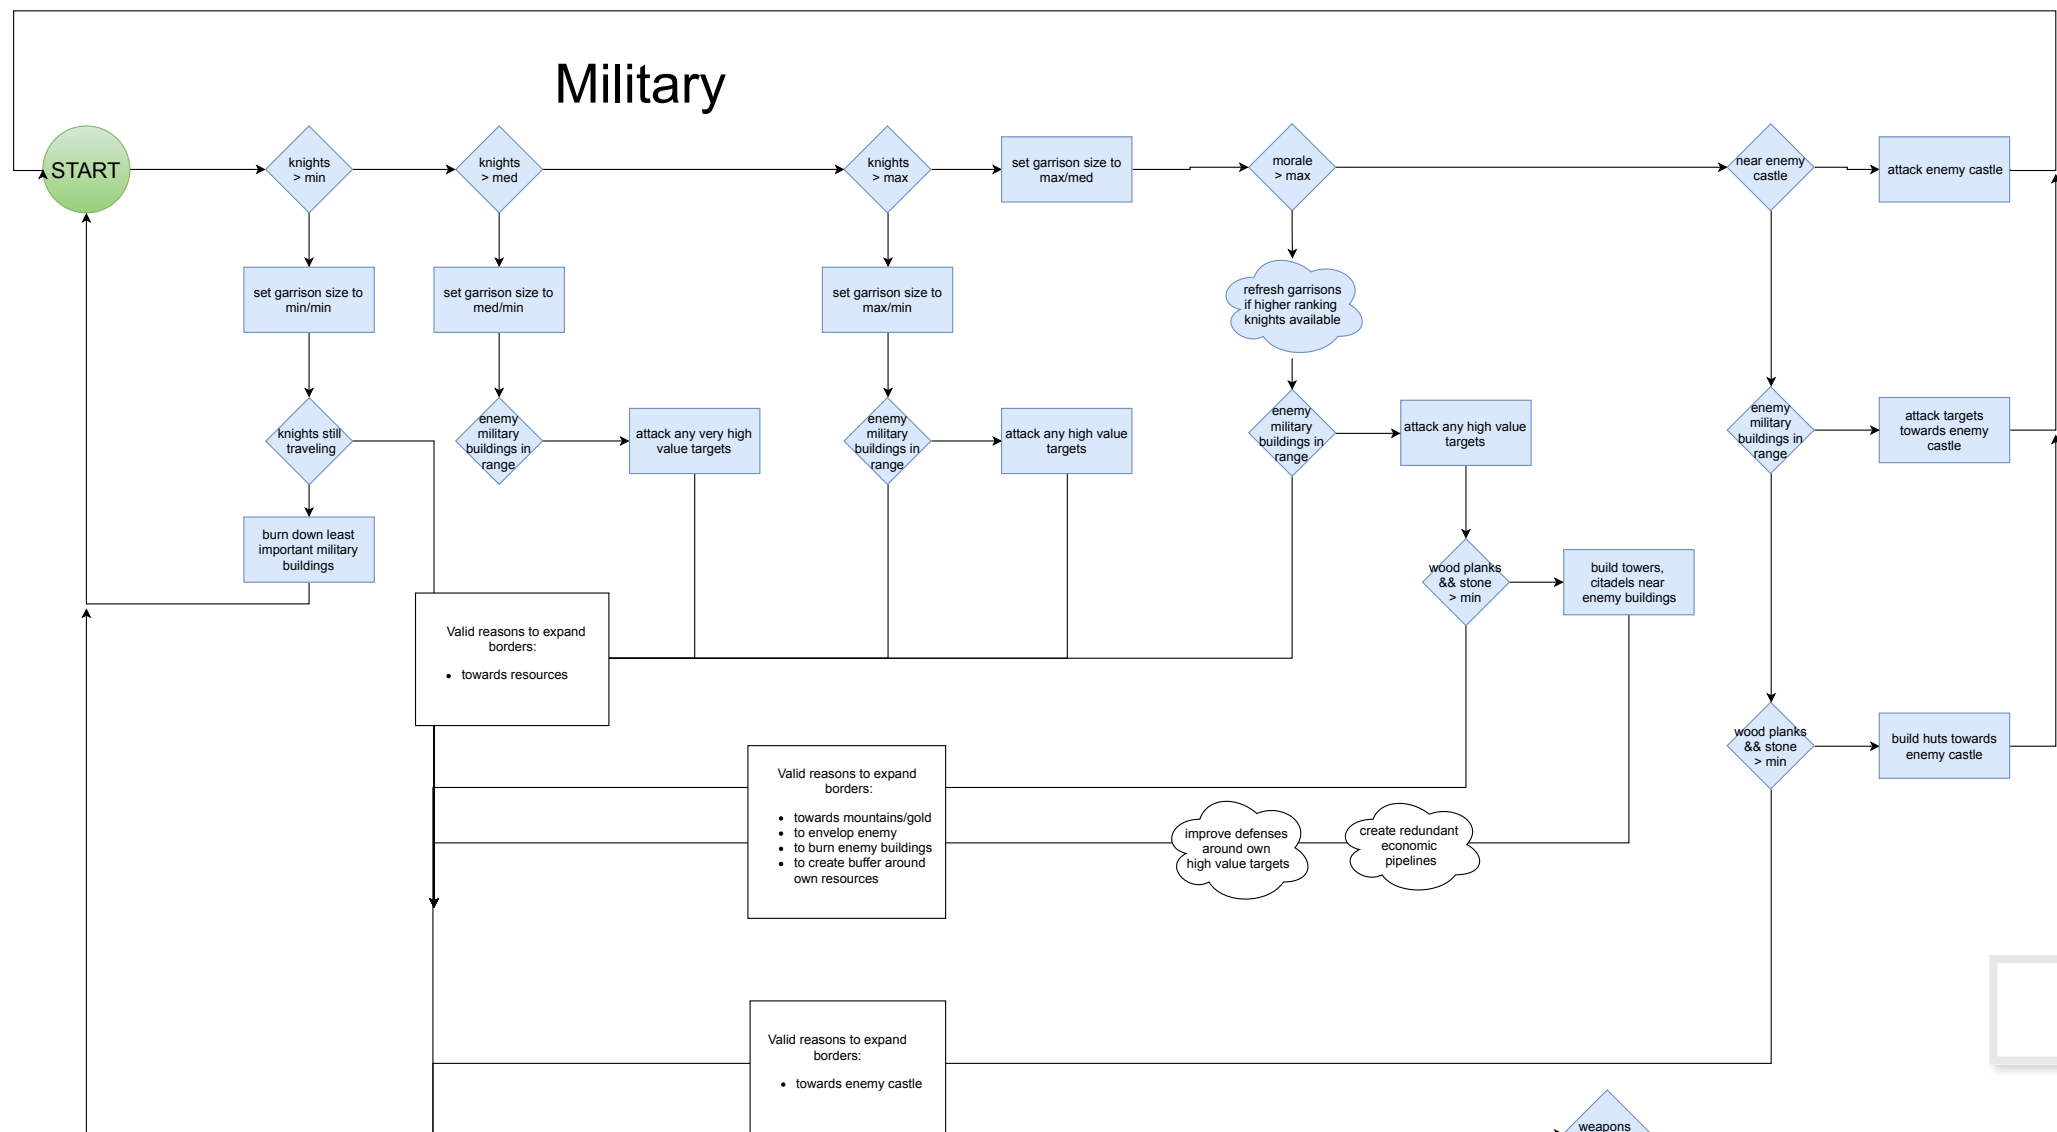 Military
START
knights
> min
knights
> med
knights
> max
set garrison size to
max/med
morale
> max
near enemy
castle
attack enemy castle
set garrison size to
min/min
set garrison size to
med/min
set garrison size to
max/min
refresh garrisons
if higher ranking
knights available
knights still
traveling
enemy
military
buildings in
range
attack any very high
value targets
enemy
military
buildings in
range
attack any high value
targets
enemy
military
buildings in
range
attack any high value
targets
enemy
military
buildings in
range
attack targets
towards enemy
castle
burn down least
important military
buildings
wood planks
&& stone
> min
build towers,
citadels near
enemy buildings
Valid reasons to expand
borders:
• towards resources
wood planks
&& stone
> min
build huts towards
enemy castle
Valid reasons to expand
borders:
• towards mountains/gold
• to envelop enemy
• to burn enemy buildings
• to create buffer around
own resources
improve defenses
around own
high value targets
create redundant
economic
pipelines
Valid reasons to expand
borders:
• towards enemy castle
weapons